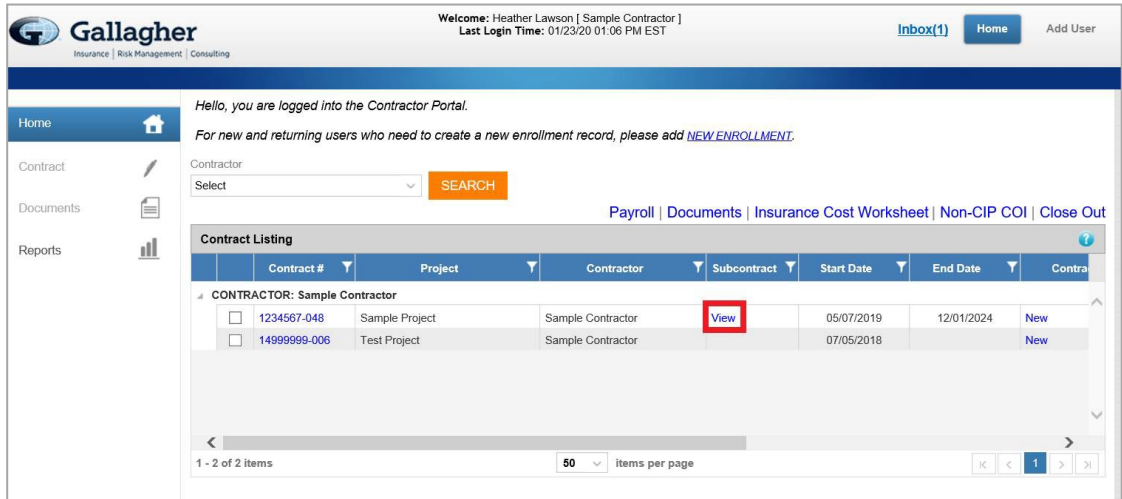 Gallagher
Insurance | Risk Management | Consulting
Welcome: Heather Lawson [ Sample Contractor ]
Last Login Time: 01/23/20 01:06 PM EST
Inbox(1) Home Add User
Home
Contract
Documents
Reports
Hello, you are logged into the Contractor Portal.
For new and returning users who need to create a new enrollment record, please add NEW ENROLLMENT.
Contractor
Select SEARCH
Payroll | Documents | Insurance Cost Worksheet | Non-CIP COI | Close Out
Contract Listing ?
Contract # Project Contractor Subcontract Start Date End Date Contra
CONTRACTOR: Sample Contractor
1234567-048 Sample Project Sample Contractor View 05/07/2019 12/01/2024 New
14999999-006 Test Project Sample Contractor 07/05/2018 New
1 - 2 of 2 items 50 items per page 1